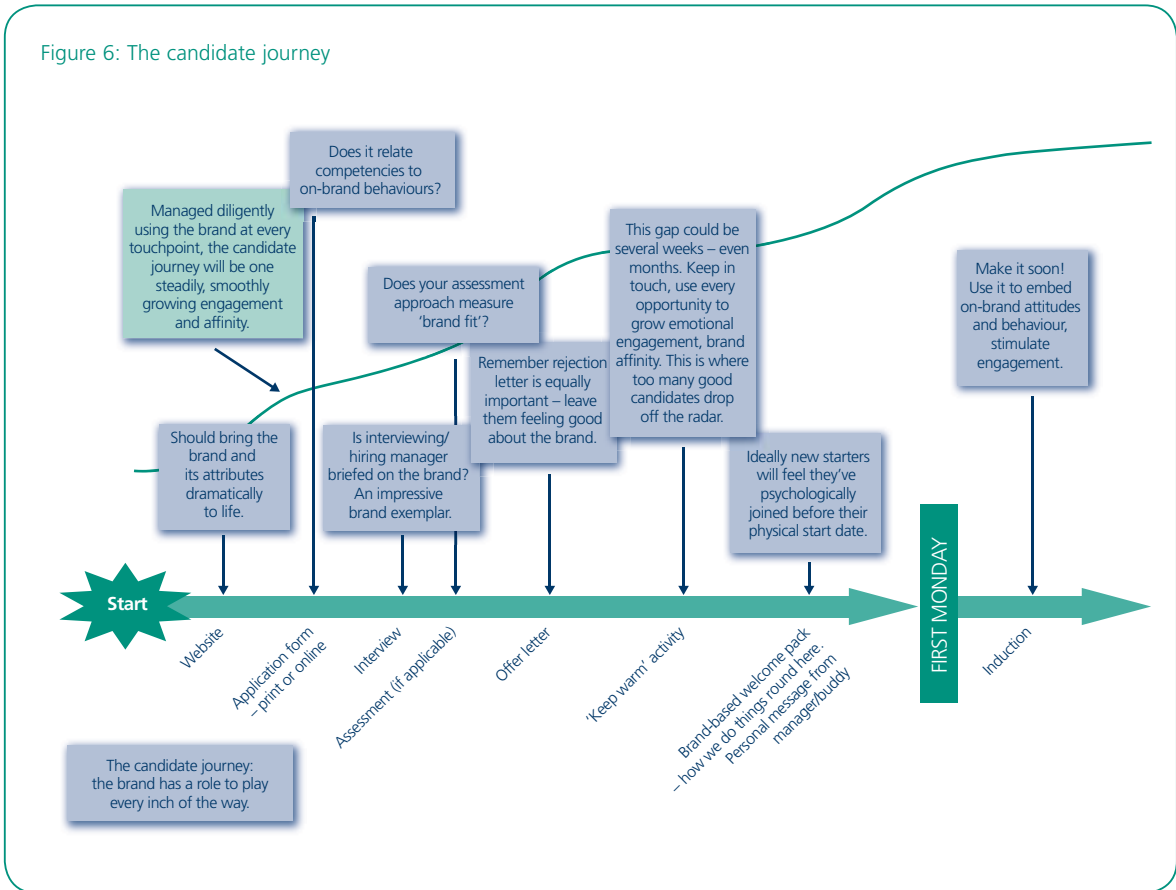 Figure 6: The candidate journey
Does it relate
competencies to
on-brand behaviours?
Managed diligently
using the brand at every
touchpoint, the candidate
journey will be one
steadily, smoothly
growing engagement
and affinity.
This gap could be
several weeks – even
months. Keep in
touch, use every
opportunity to
grow emotional
engagement, brand
affinity. This is where
too many good
candidates drop
off the radar.
Make it soon!
Use it to embed
on-brand attitudes
and behaviour,
stimulate
engagement.
Does your assessment
approach measure
‘brand fit’?
Remember rejection
letter is equally
important – leave
them feeling good
about the brand.
Should bring the
brand and
its attributes
dramatically
to life.
Is interviewing/
hiring manager
briefed on the brand?
An impressive
brand exemplar.
Ideally new starters
will feel they’ve
psychologically
joined before their
physical start date.
Start
FIRST MONDAY
Website
Application form
– print or online
Interview
Assessment (if applicable)
Offer letter
‘Keep warm’ activity
Brand-based welcome pack
– how we do things round here.
Personal message from
manager/buddy
Induction
The candidate journey:
the brand has a role to play
every inch of the way.